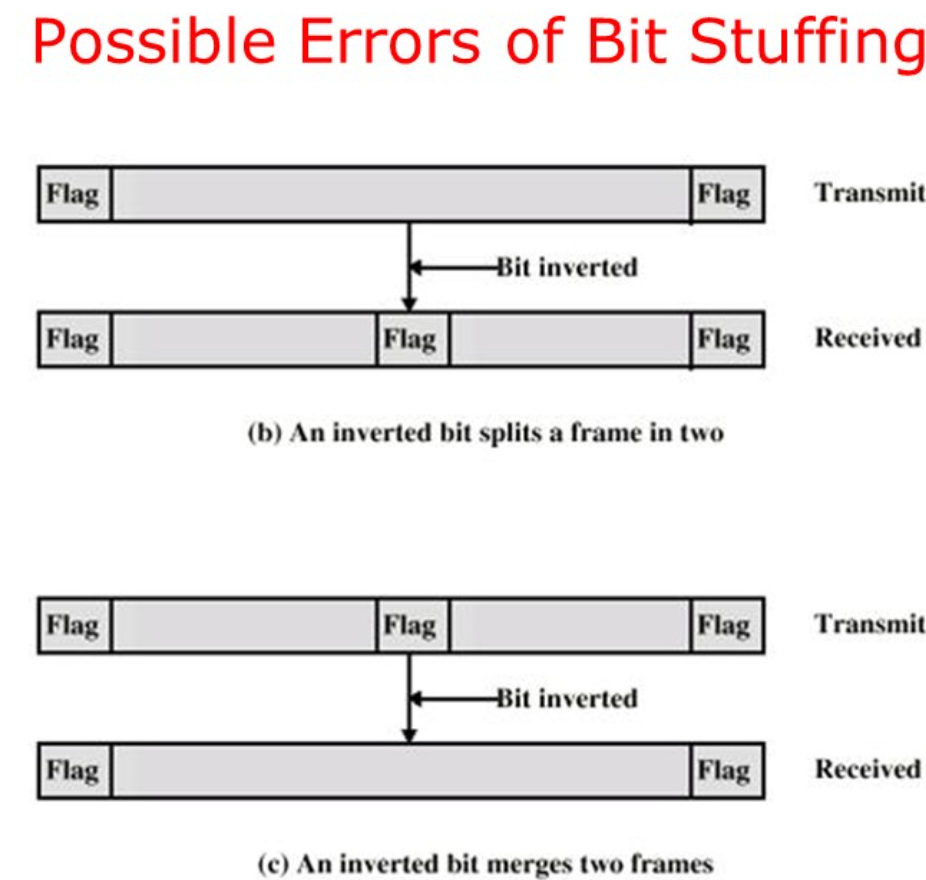 Possible Errors of Bit Stuffing
Flag Flag Transmit
Bit inverted
Flag Flag Flag Received
(b) An inverted bit splits a frame in two
Flag Flag Flag Transmit
Bit inverted
Flag Flag Received
(c) An inverted bit merges two frames